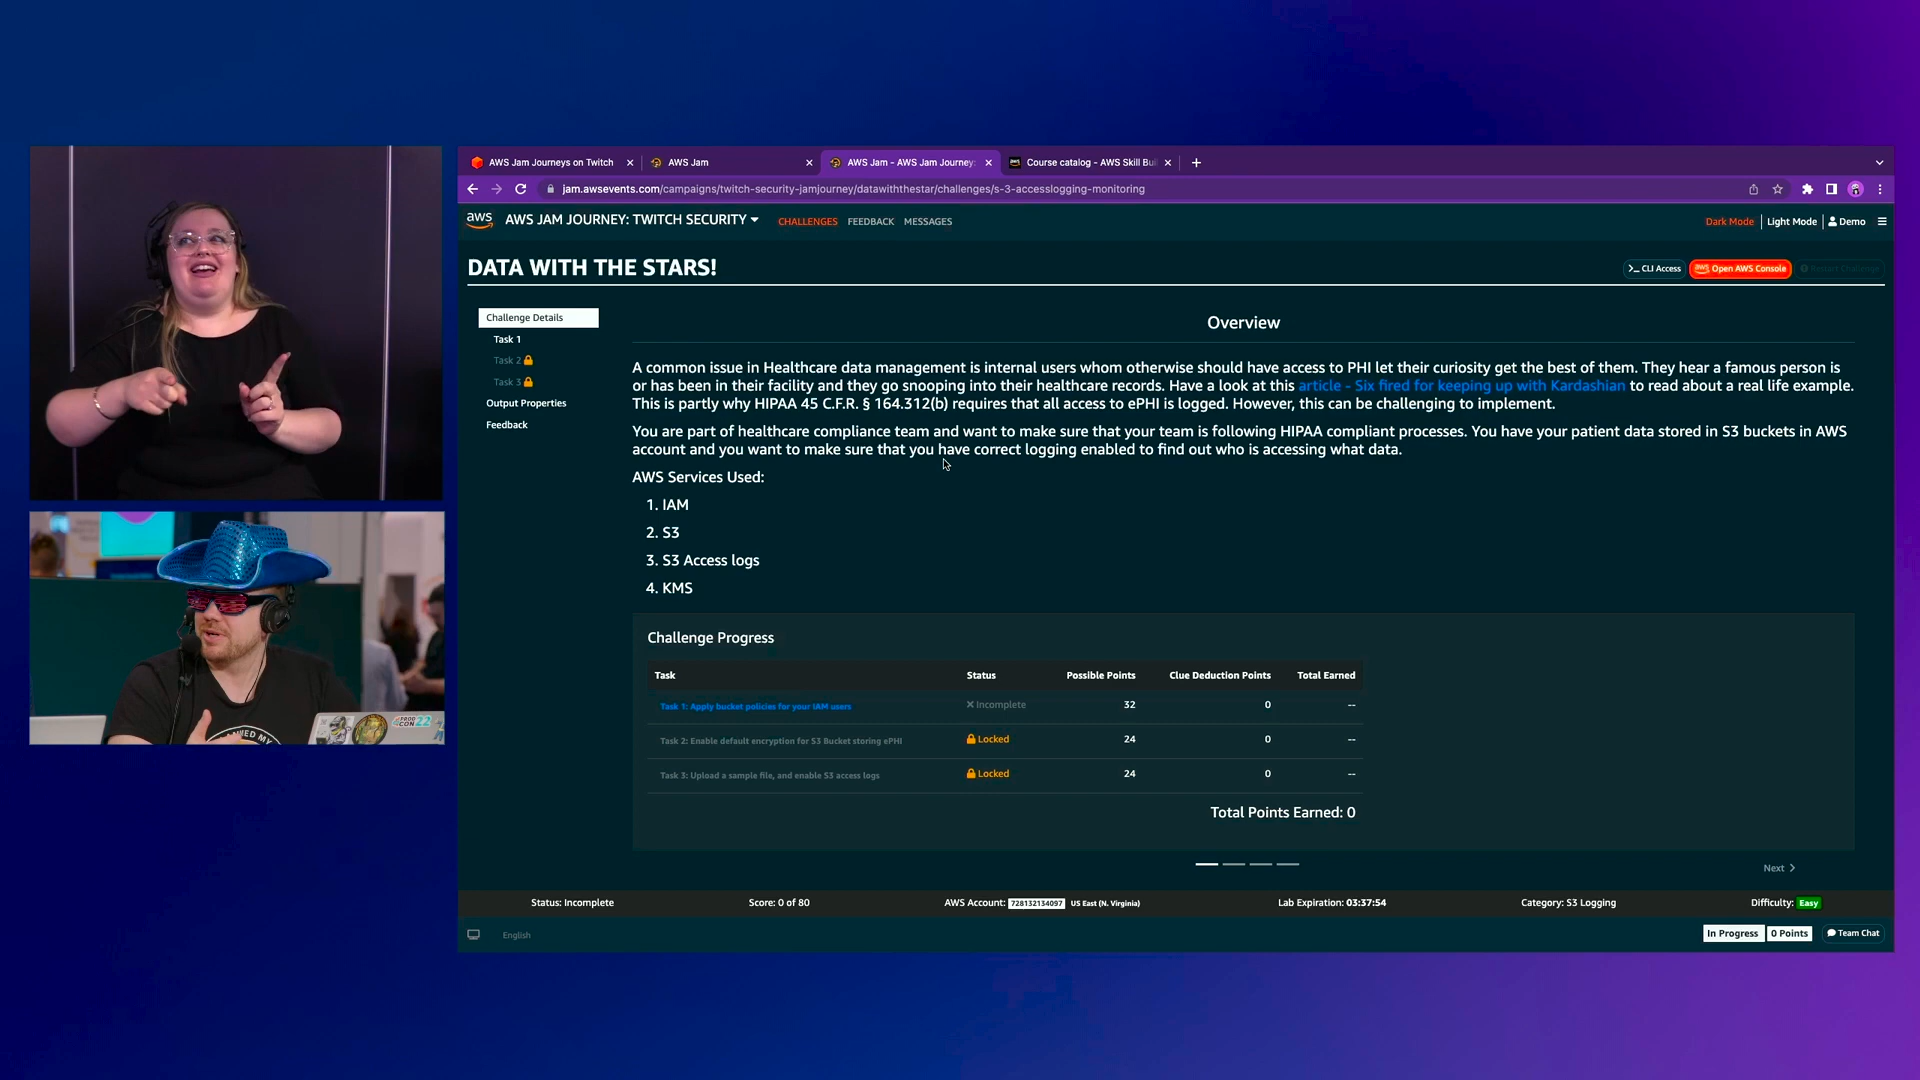 AWS Jam Journeys on Twitch
AWS Jam
AWS Jam - AWS Jam Journey:
Course catalog - AWS Skill Bui
jam.awsevents.com/campaigns/twitch-security-jamjourney/datawiththestar/challenges/s-3-accesslogging-monitoring
aws
AWS JAM JOURNEY: TWITCH SECURITY
CHALLENGES
FEEDBACK
MESSAGES
Dark Mode
Light Mode
Demo
DATA WITH THE STARS!
CLI Access
aws Open AWS Console
Restart Challenge
Challenge Details
Task 1
Task 2
Task 3
Output Properties
Feedback
Overview
A common issue in Healthcare data management is internal users whom otherwise should have access to PHI let their curiosity get the best of them. They hear a famous person is
or has been in their facility and they go snooping into their healthcare records. Have a look at this article - Six fired for keeping up with Kardashian to read about a real life example.
This is partly why HIPAA 45 C.F.R. § 164.312(b) requires that all access to ePHI is logged. However, this can be challenging to implement.
You are part of healthcare compliance team and want to make sure that your team is following HIPAA compliant processes. You have your patient data stored in S3 buckets in AWS
account and you want to make sure that you have correct logging enabled to find out who is accessing what data.
AWS Services Used:
1. IAM
2. S3
3. S3 Access logs
4. KMS
Challenge Progress
Task Status Possible Points Clue Deduction Points Total Earned
Task 1: Apply bucket policies for your IAM users Incomplete 32 0 --
Task 2: Enable default encryption for S3 Bucket storing ePHI Locked 24 0 --
Task 3: Upload a sample file, and enable S3 access logs Locked 24 0 --
Total Points Earned: 0
Next
Status: Incomplete
Score: 0 of 80
AWS Account: 728132134097 US East (N. Virginia)
Lab Expiration: 03:37:54
Category: S3 Logging
Difficulty: Easy
English
In Progress
0 Points
Team Chat
CON 22